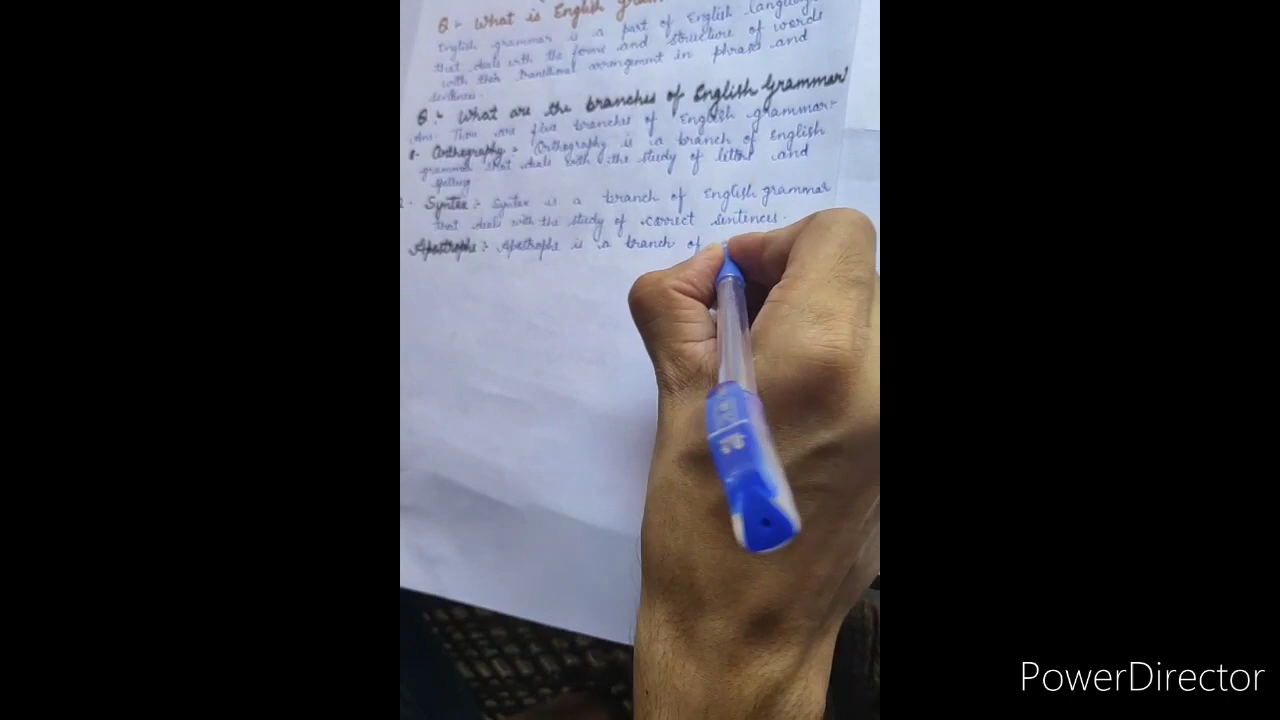 Q :- What is English gram
English grammar is a part of English language
that deals with the forms and structure of words
with their transitional arrangement in phrases and
sentences.
Q :- What are the branches of English Grammar
Ans: There are five branches of English grammar:-
Orthography :- Orthography is a branch of English
grammar that deals with the study of letters and
spelling
Syntax :- Syntax is a branch of English grammar
that deals with the study of correct sentences.
Apostrophe :- Apostrophe is a branch of
PowerDirector